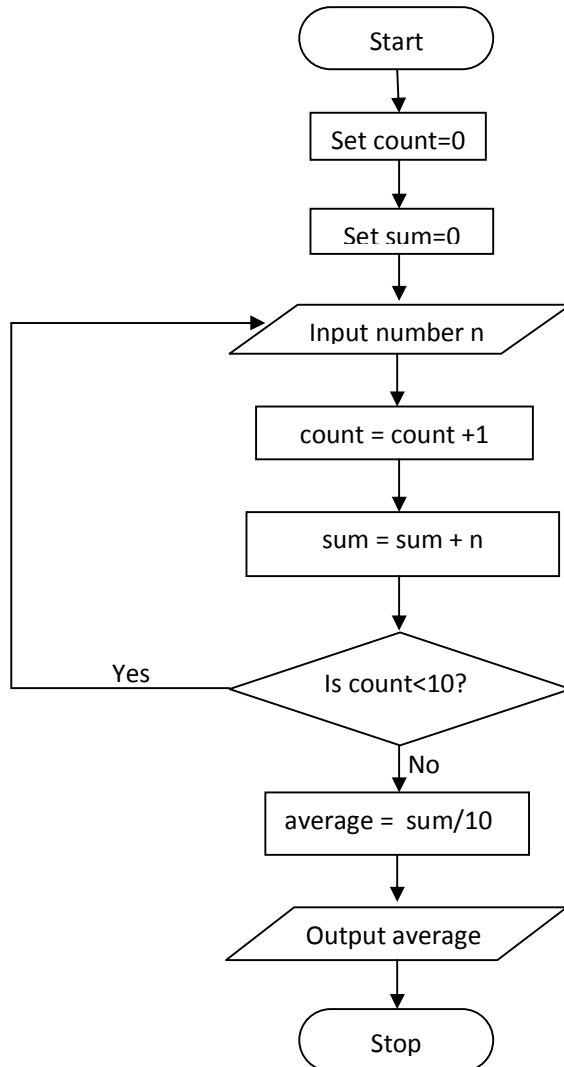 Start
Set count=0
Set sum=0
Input number n
count = count +1
sum = sum + n
Is count<10?
Yes
No
average = sum/10
Output average
Stop